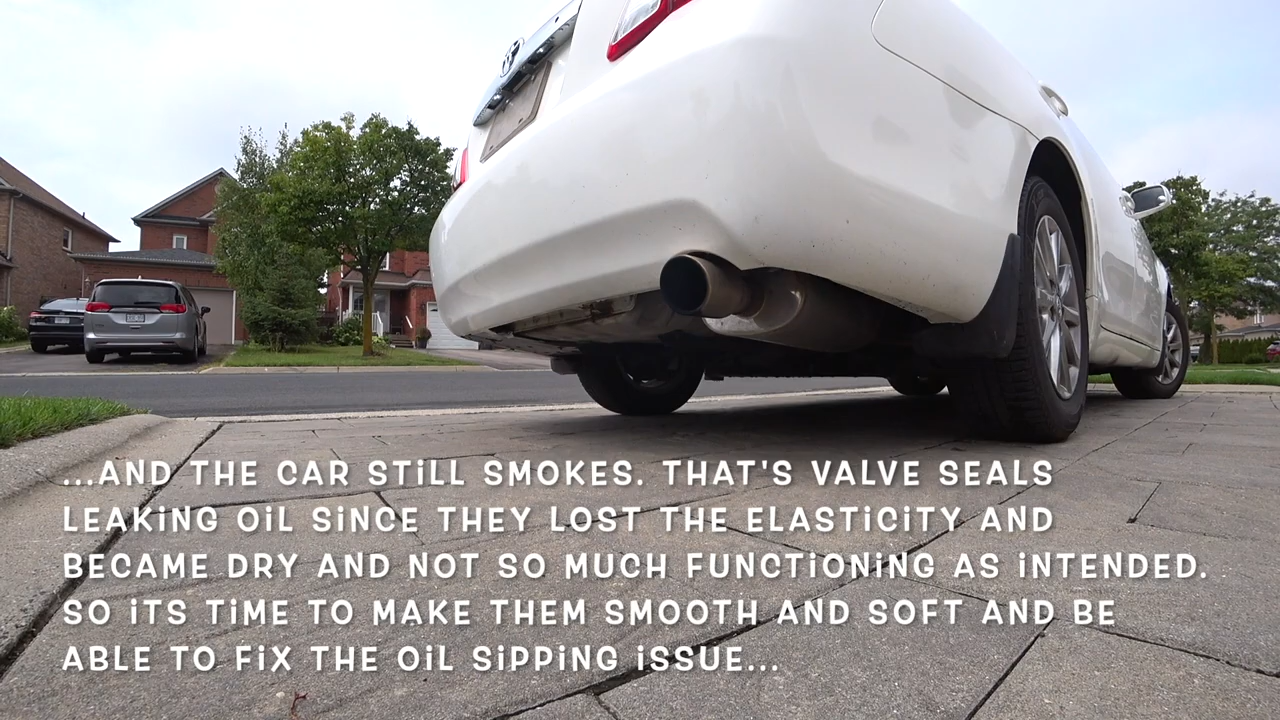 ...AND THE CAR STiLL SMOKES. THAT'S VALVE SEALS
LEAKiNG OiL SiNCE THEY LOST THE ELASTiCiTY AND
BECAME DRY AND NOT SO MUCH FUNCTiONiNG AS iNTENDED.
SO iTS TiME TO MAKE THEM SMOOTH AND SOFT AND BE
ABLE TO FiX THE OiL SiPPiNG iSSUE...